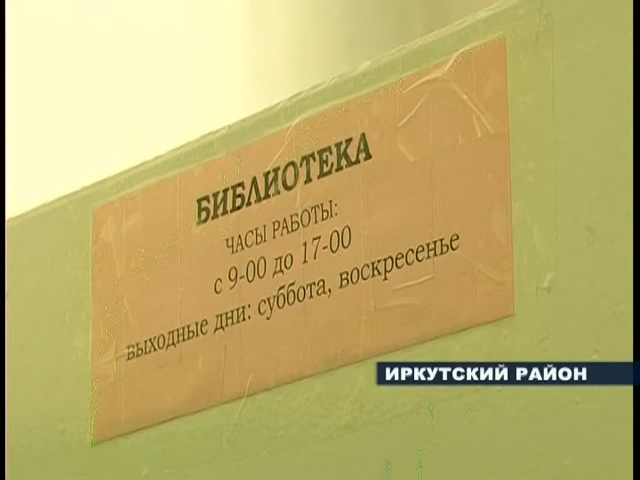 БИБЛИОТЕКА
ЧАСЫ РАБОТЫ:
с 9-00 до 17-00
выходные дни: суббота, воскресенье
ИРКУТСКИЙ РАЙОН